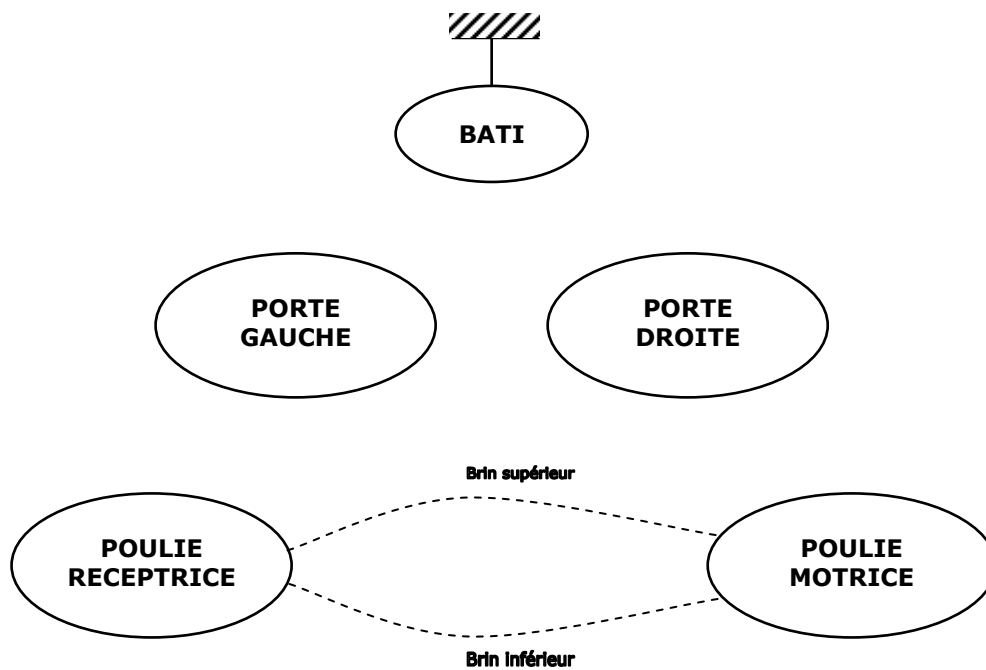 BATI
PORTE
GAUCHE
PORTE
DROITE
Brin supérieur
POULIE
RECEPTRICE
POULIE
MOTRICE
Brin inférieur